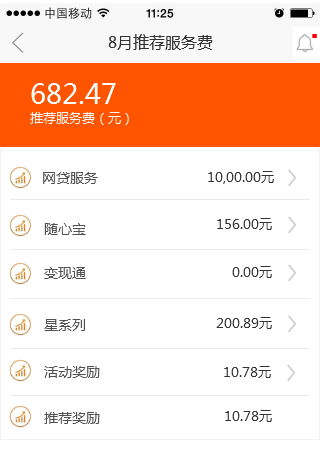 中国移动 11:25
8月推荐服务费
682.47
推荐服务费（元）
网贷服务 10,00.00元
随心宝 156.00元
变现通 0.00元
星系列 200.89元
活动奖励 10.78元
推荐奖励 10.78元